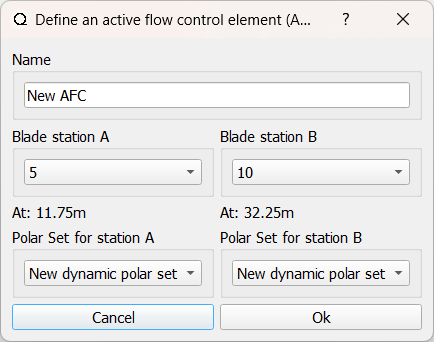 Define an active flow control element (A... ?
Name
New AFC
Blade station A Blade station B
5 10
At: 11.75m At: 32.25m
Polar Set for station A Polar Set for station B
New dynamic polar set New dynamic polar set
Cancel Ok